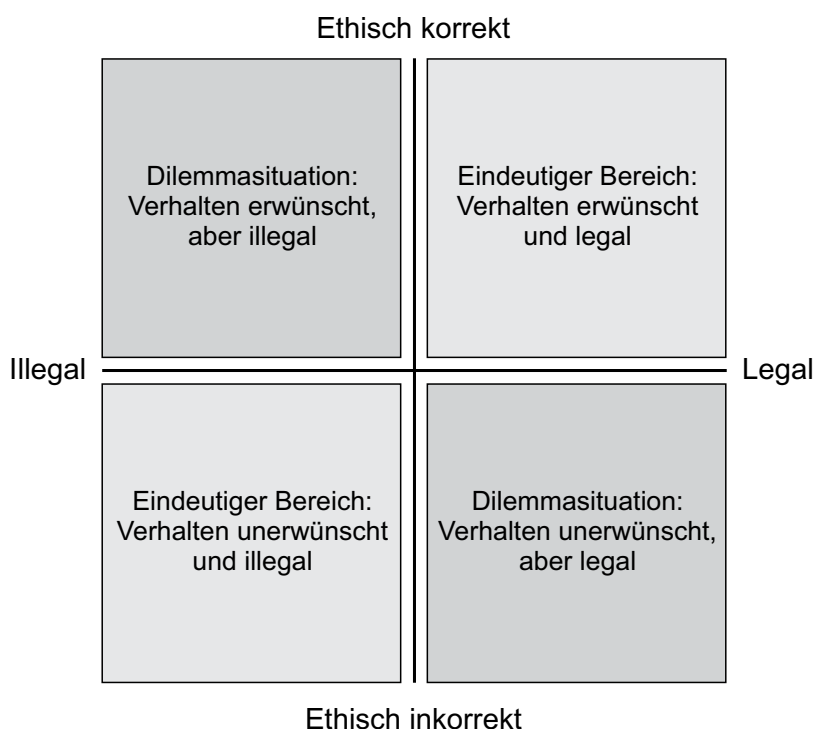 Ethisch korrekt
Dilemmasituation:
Verhalten erwünscht,
aber illegal
Eindeutiger Bereich:
Verhalten erwünscht
und legal
Illegal
Legal
Eindeutiger Bereich:
Verhalten unerwünscht
und illegal
Dilemmasituation:
Verhalten unerwünscht,
aber legal
Ethisch inkorrekt